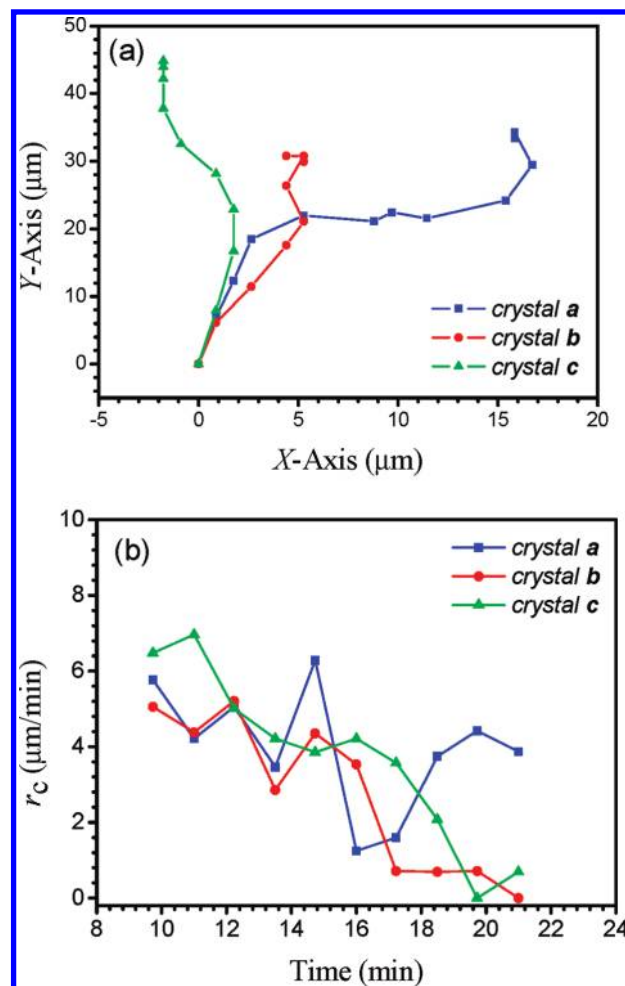 (a)
50
40
30
20
10
0
Y-Axis (μm)
crystal a
crystal b
crystal c
-5 0 5 10 15 20
X-Axis (μm)
(b)
10
8
6
4
2
0
rc (μm/min)
crystal a
crystal b
crystal c
8 10 12 14 16 18 20 22 24
Time (min)